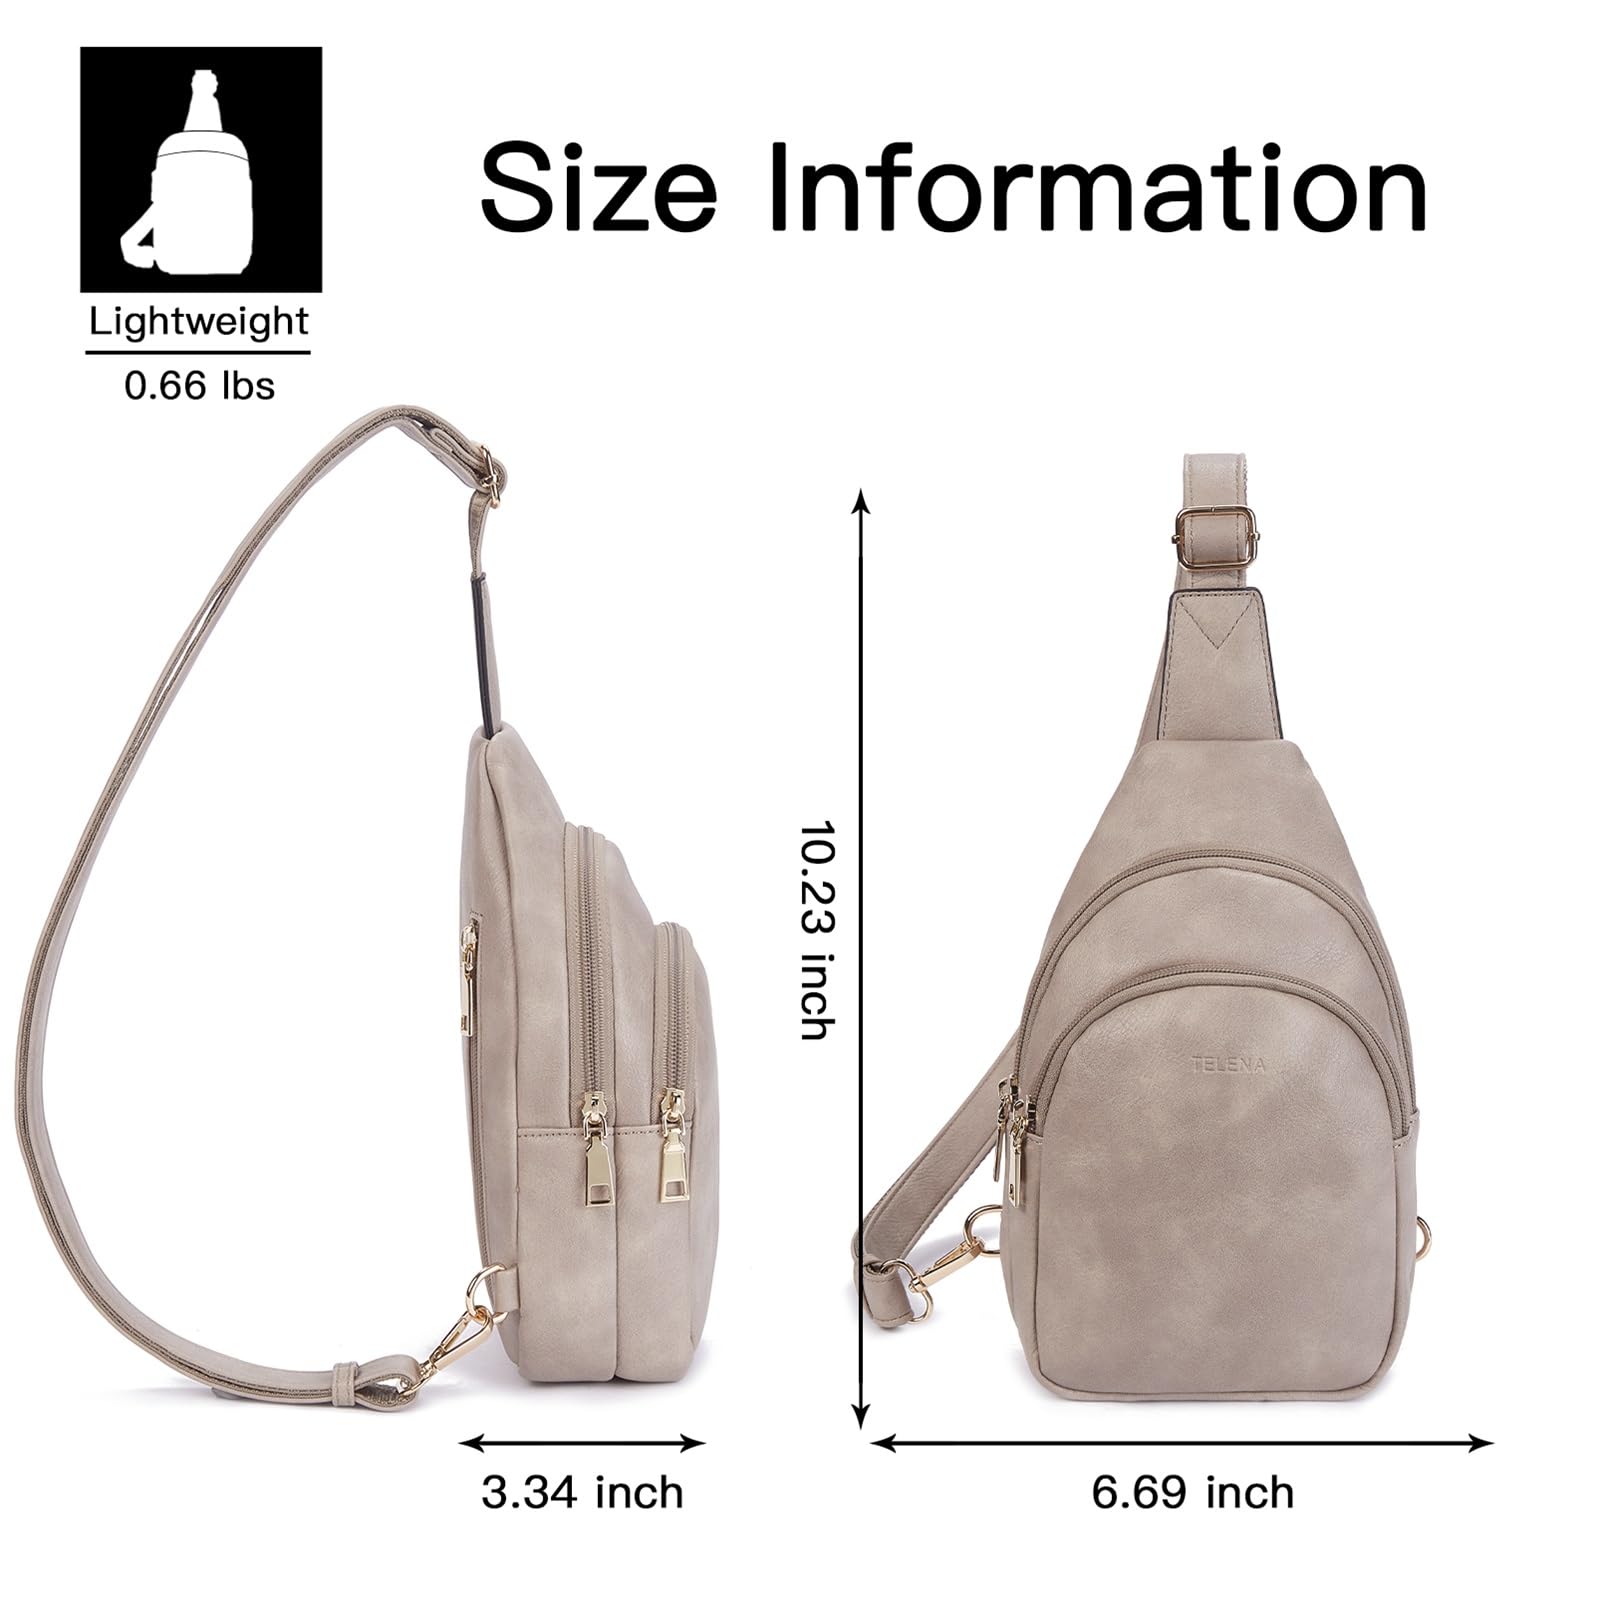 Size Information
Lightweight
0.66 lbs
10.23 inch
TELENA
3.34 inch
6.69 inch